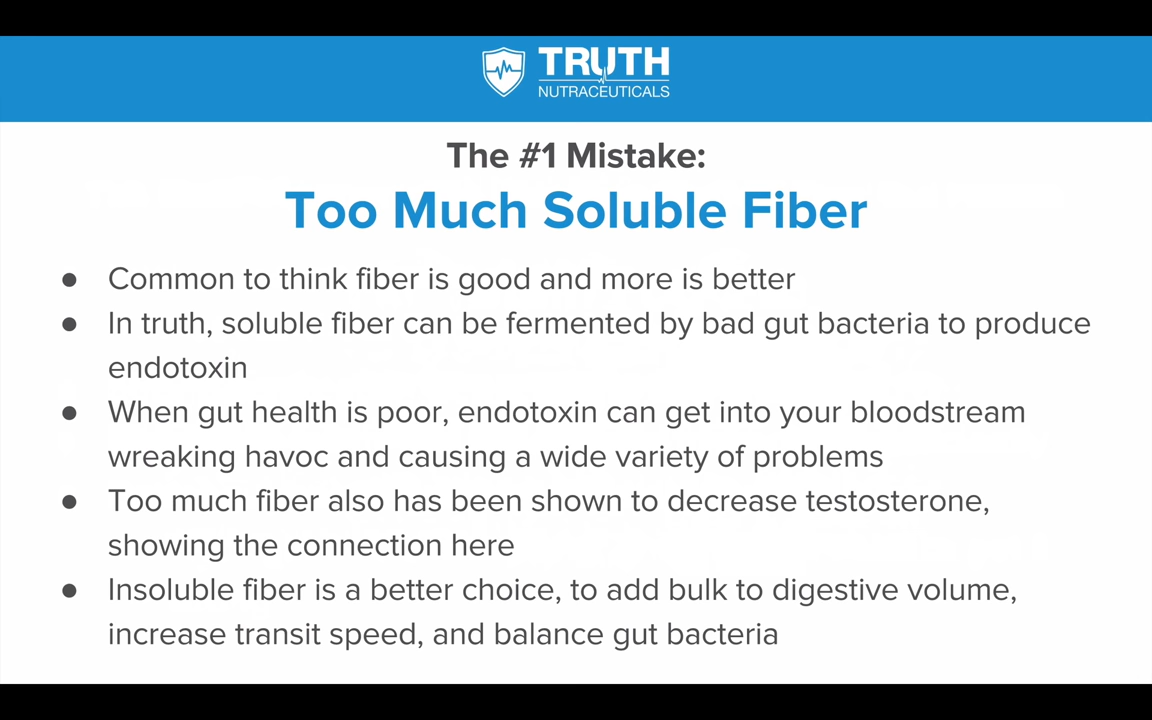 TRUTH
NUTRACEUTICALS
The #1 Mistake:
Too Much Soluble Fiber
● Common to think fiber is good and more is better
● In truth, soluble fiber can be fermented by bad gut bacteria to produce
endotoxin
● When gut health is poor, endotoxin can get into your bloodstream
wreaking havoc and causing a wide variety of problems
● Too much fiber also has been shown to decrease testosterone,
showing the connection here
● Insoluble fiber is a better choice, to add bulk to digestive volume,
increase transit speed, and balance gut bacteria